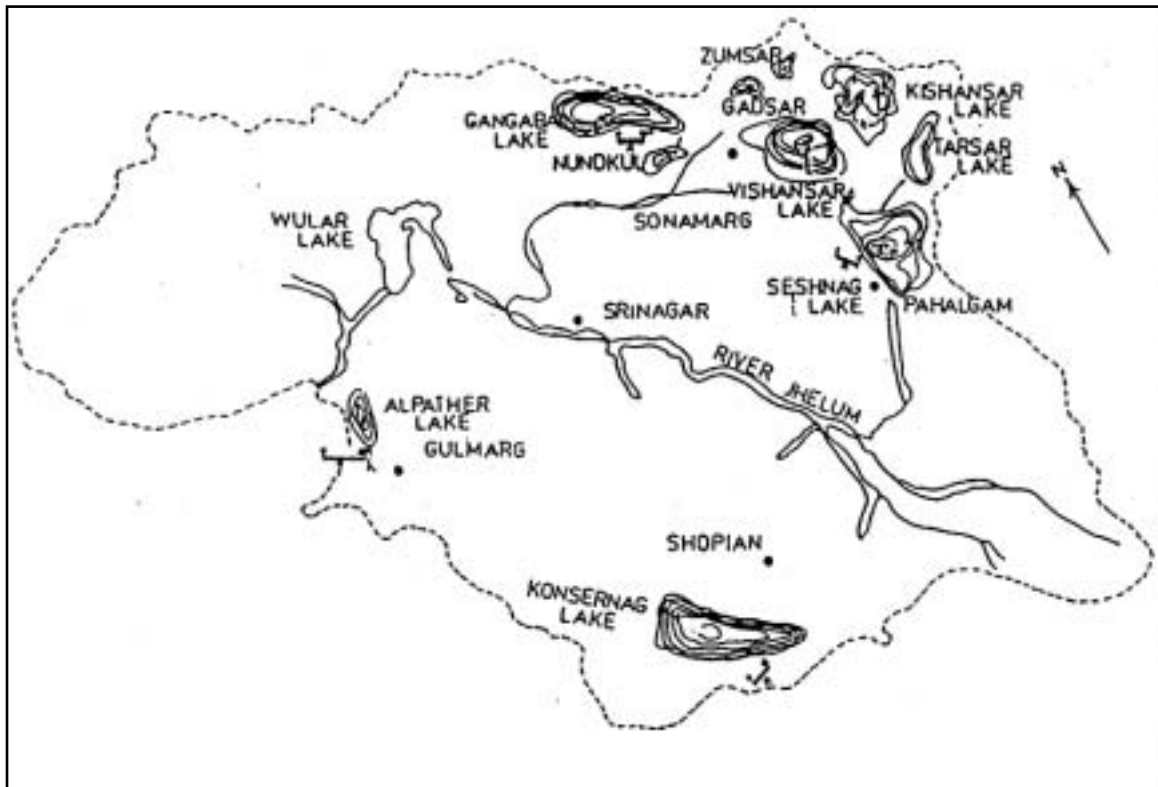 ZUMSAR
GADSAR
KISHANSAR
LAKE
GANGABAL
LAKE
NUNDKUL
TARSAR
LAKE
VISHANSAR
LAKE
N
WULAR
LAKE
SONAMARG
SESHNAG
LAKE
PAHALGAM
SRINAGAR
RIVER JHELUM
ALPATHER
LAKE
GULMARG
SHOPIAN
KONSERNAG
LAKE